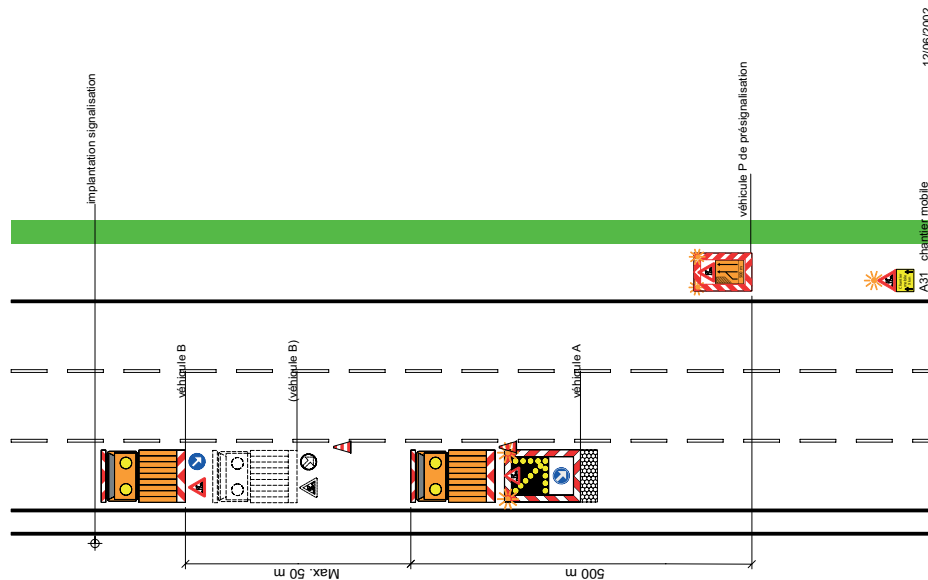 implantation signalisation
véhicule B
(véhicule B)
véhicule A
véhicule P de présignalisation
Max. 50 m
500 m
A31 chantier mobile
12/06/2002